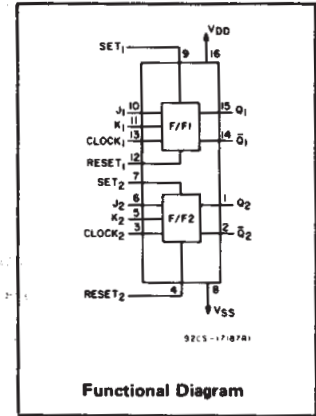 VDD
SET1
9 16
J1 10 15 Q1
K1 11 F/F1
CLOCK1 13 14 Q̅1
RESET1 12
SET2 7
J2 6 1 Q2
K2 5 F/F2
CLOCK2 3 2 Q̅2
4 8
RESET2
VSS
92CS-17187R1
Functional Diagram